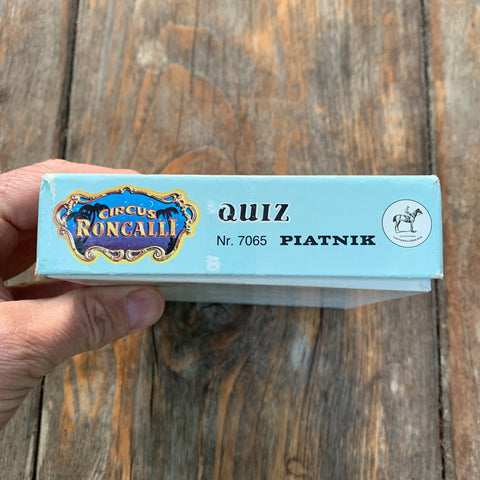 CIRCUS
RONCALLI
QUIZ
Nr. 7065 PIATNIK